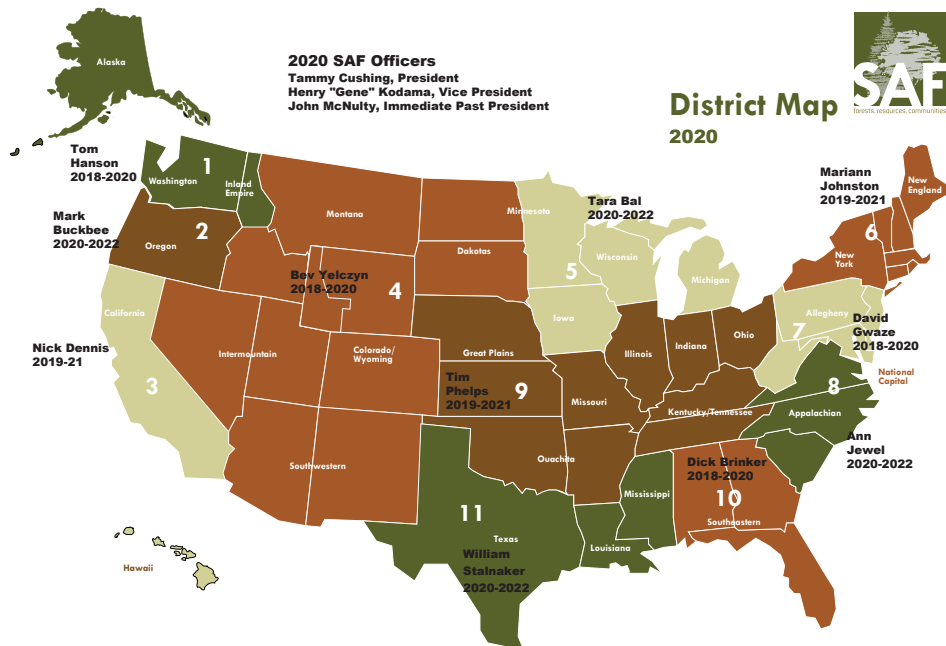 Alaska
2020 SAF Officers
Tammy Cushing, President
Henry "Gene" Kodama, Vice President
John McNulty, Immediate Past President
District Map
2020
SAF
forests. resources. communities
Tom
Hanson
2018-2020
1
Washington
Inland
Empire
Mark
Buckbee
2020-2022
2
Oregon
Montana
Minnesota
Dakotas
Tara Bal
2020-2022
5
Wisconsin
Michigan
Iowa
Mariann
Johnston
2019-2021
New
England
6
New
York
Bev Yelczyn
2018-2020
4
California
Nick Dennis
2019-21
3
Intermountain
Colorado/
Wyoming
Great Plains
Tim
Phelps
2019-2021
9
Illinois
Indiana
Ohio
Missouri
Kentucky/Tennessee
Allegheny
7
David
Gwaze
2018-2020
National
Capital
8
Appalachian
Ann
Jewel
2020-2022
Southwestern
Ouachita
Mississippi
Dick Brinker
2018-2020
10
Southeastern
11
Texas
William
Stalnaker
2020-2022
Louisiana
Hawaii